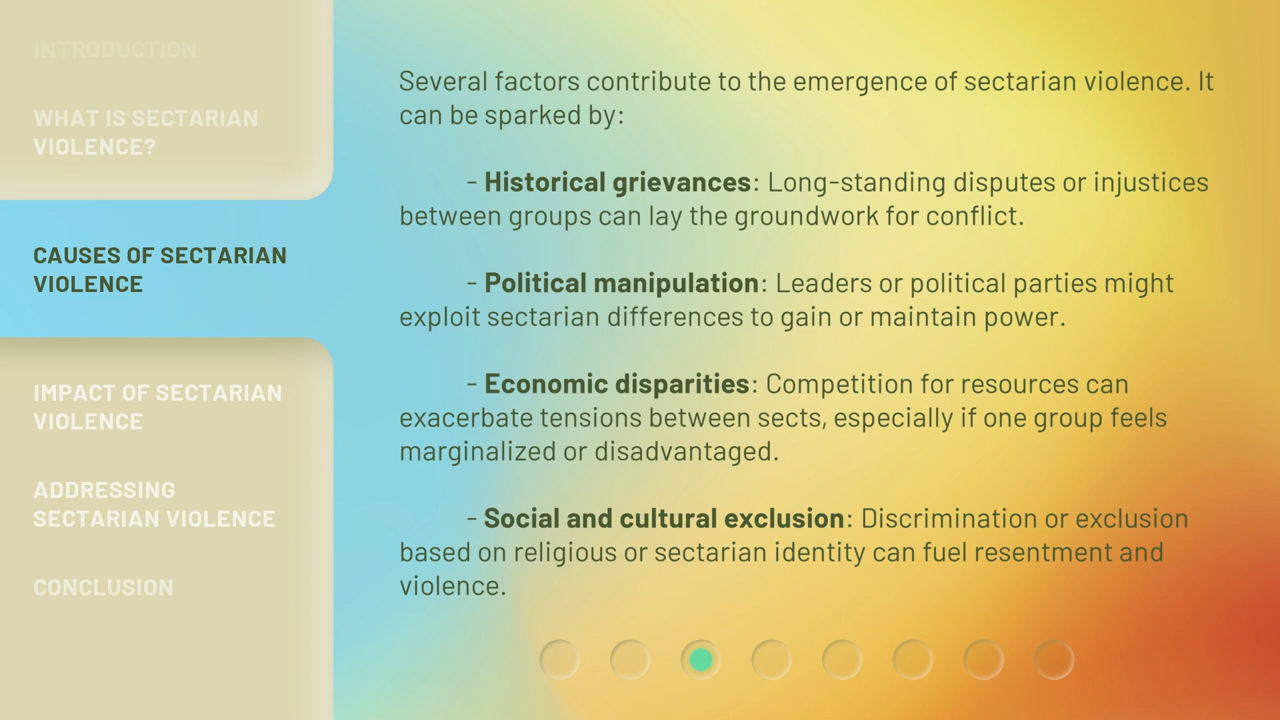 INTRODUCTION
WHAT IS SECTARIAN
VIOLENCE?
CAUSES OF SECTARIAN
VIOLENCE
IMPACT OF SECTARIAN
VIOLENCE
ADDRESSING
SECTARIAN VIOLENCE
CONCLUSION
Several factors contribute to the emergence of sectarian violence. It
can be sparked by:
- Historical grievances: Long-standing disputes or injustices
between groups can lay the groundwork for conflict.
- Political manipulation: Leaders or political parties might
exploit sectarian differences to gain or maintain power.
- Economic disparities: Competition for resources can
exacerbate tensions between sects, especially if one group feels
marginalized or disadvantaged.
- Social and cultural exclusion: Discrimination or exclusion
based on religious or sectarian identity can fuel resentment and
violence.